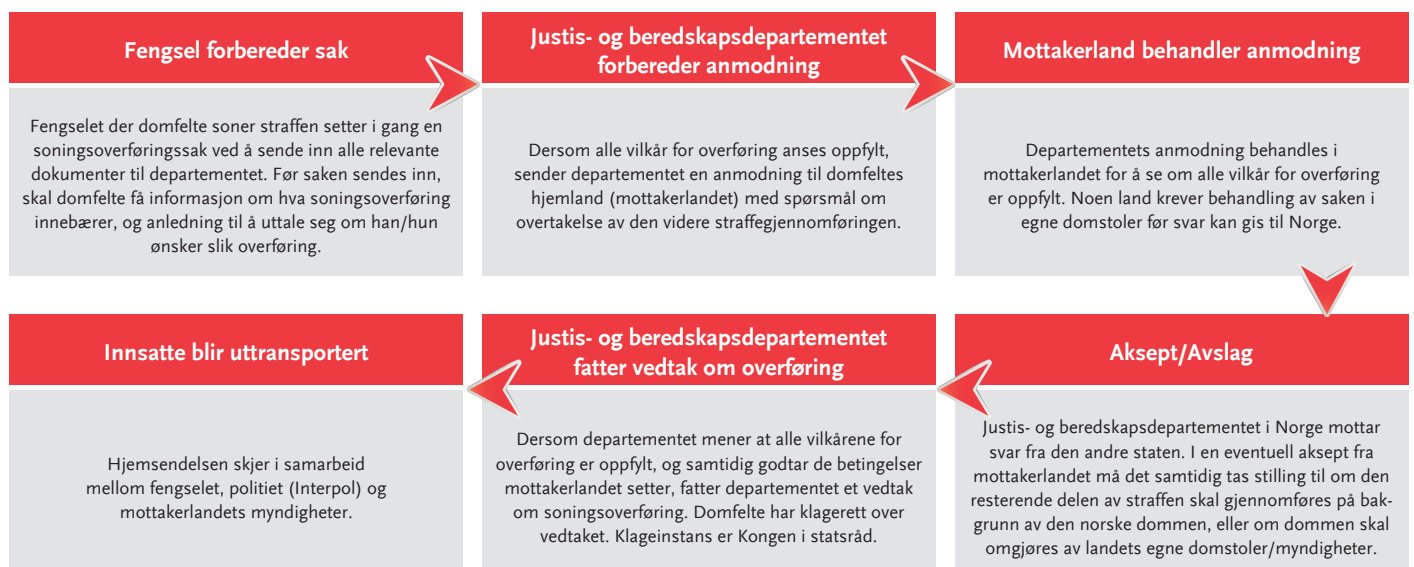 Fengsel forbereder sak
Fengselet der domfelte soner straffen setter i gang en
soningsoverføringssak ved å sende inn alle relevante
dokumenter til departementet. Før saken sendes inn,
skal domfelte få informasjon om hva soningsoverføring
innebærer, og anledning til å uttale seg om han/hun
ønsker slik overføring.
Justis- og beredskapsdepartementet
forbereder anmodning
Dersom alle vilkår for overføring anses oppfylt,
sender departementet en anmodning til domfeltes
hjemland (mottakerlandet) med spørsmål om
overtakelse av den videre straffegjennomføringen.
Mottakerland behandler anmodning
Departementets anmodning behandles i
mottakerlandet for å se om alle vilkår for overføring
er oppfylt. Noen land krever behandling av saken i
egne domstoler før svar kan gis til Norge.
Aksept/Avslag
Justis- og beredskapsdepartementet i Norge mottar
svar fra den andre staten. I en eventuell aksept fra
mottakerlandet må det samtidig tas stilling til om den
resterende delen av straffen skal gjennomføres på bak-
grunn av den norske dommen, eller om dommen skal
omgjøres av landets egne domstoler/myndigheter.
Justis- og beredskapsdepartementet
fatter vedtak om overføring
Dersom departementet mener at alle vilkårene for
overføring er oppfylt, og samtidig godtar de betingelser
mottakerlandet setter, fatter departementet et vedtak
om soningsoverføring. Domfelte har klagerett over
vedtaket. Klageinstans er Kongen i statsråd.
Innsatte blir uttransportert
Hjemsendelsen skjer i samarbeid
mellom fengselet, politiet (Interpol) og
mottakerlandets myndigheter.